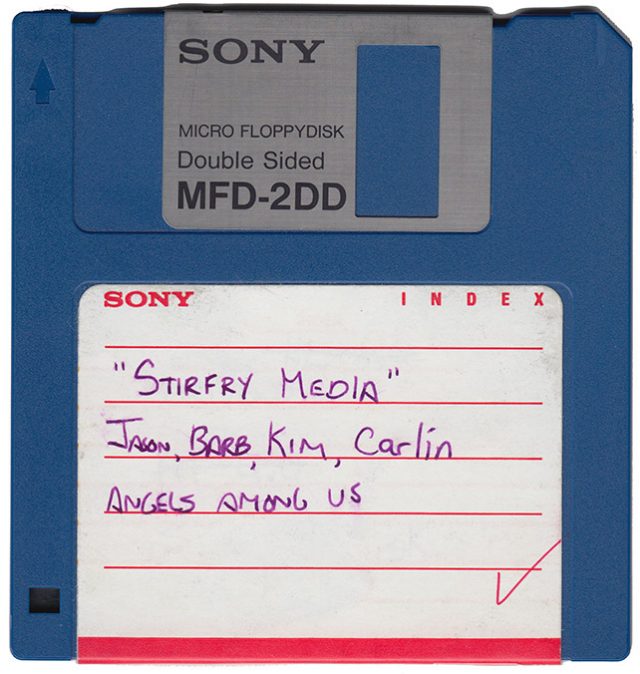 SONY
MICRO FLOPPYDISK
Double Sided
MFD-2DD
SONY INDEX
"STIRFRY MEDIA"
JASON, BARB, KIM, Carlin
ANGELS AMONG US